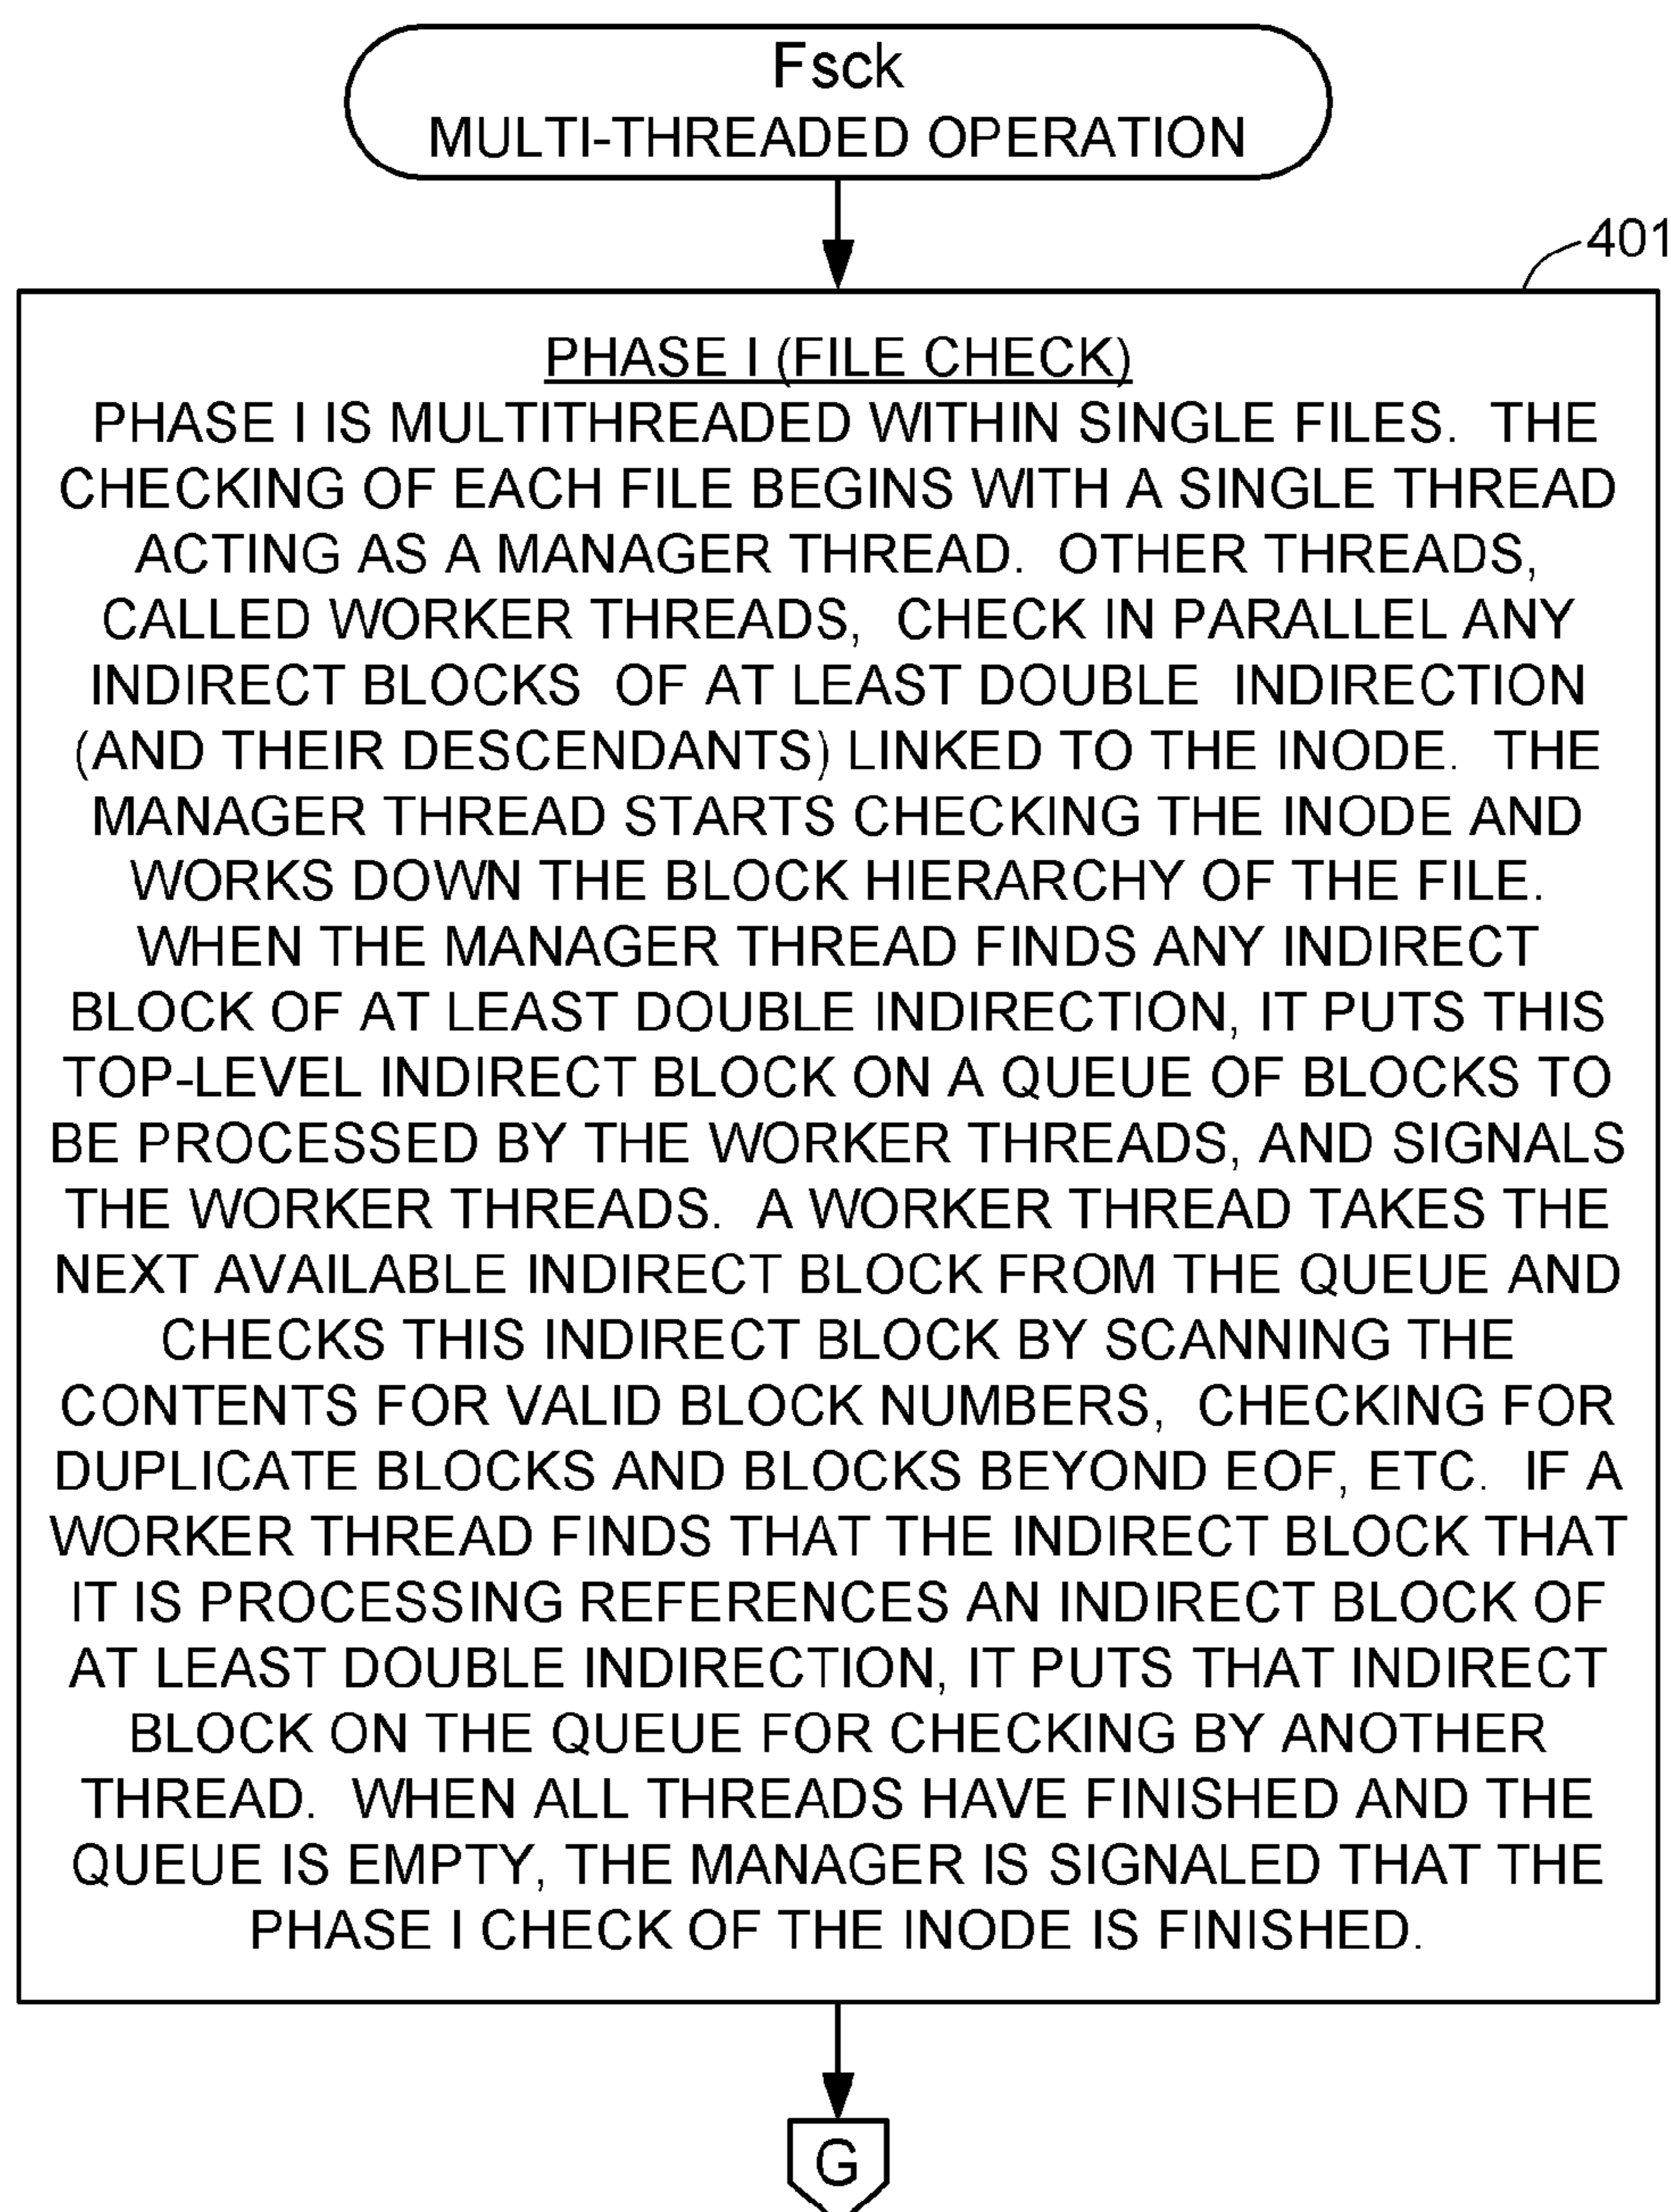 Fsck
MULTI-THREADED OPERATION
401
PHASE I (FILE CHECK)
PHASE I IS MULTITHREADED WITHIN SINGLE FILES. THE
CHECKING OF EACH FILE BEGINS WITH A SINGLE THREAD
ACTING AS A MANAGER THREAD. OTHER THREADS,
CALLED WORKER THREADS, CHECK IN PARALLEL ANY
INDIRECT BLOCKS OF AT LEAST DOUBLE INDIRECTION
(AND THEIR DESCENDANTS) LINKED TO THE INODE. THE
MANAGER THREAD STARTS CHECKING THE INODE AND
WORKS DOWN THE BLOCK HIERARCHY OF THE FILE.
WHEN THE MANAGER THREAD FINDS ANY INDIRECT
BLOCK OF AT LEAST DOUBLE INDIRECTION, IT PUTS THIS
TOP-LEVEL INDIRECT BLOCK ON A QUEUE OF BLOCKS TO
BE PROCESSED BY THE WORKER THREADS, AND SIGNALS
THE WORKER THREADS. A WORKER THREAD TAKES THE
NEXT AVAILABLE INDIRECT BLOCK FROM THE QUEUE AND
CHECKS THIS INDIRECT BLOCK BY SCANNING THE
CONTENTS FOR VALID BLOCK NUMBERS, CHECKING FOR
DUPLICATE BLOCKS AND BLOCKS BEYOND EOF, ETC. IF A
WORKER THREAD FINDS THAT THE INDIRECT BLOCK THAT
IT IS PROCESSING REFERENCES AN INDIRECT BLOCK OF
AT LEAST DOUBLE INDIRECTION, IT PUTS THAT INDIRECT
BLOCK ON THE QUEUE FOR CHECKING BY ANOTHER
THREAD. WHEN ALL THREADS HAVE FINISHED AND THE
QUEUE IS EMPTY, THE MANAGER IS SIGNALED THAT THE
PHASE I CHECK OF THE INODE IS FINISHED.
G